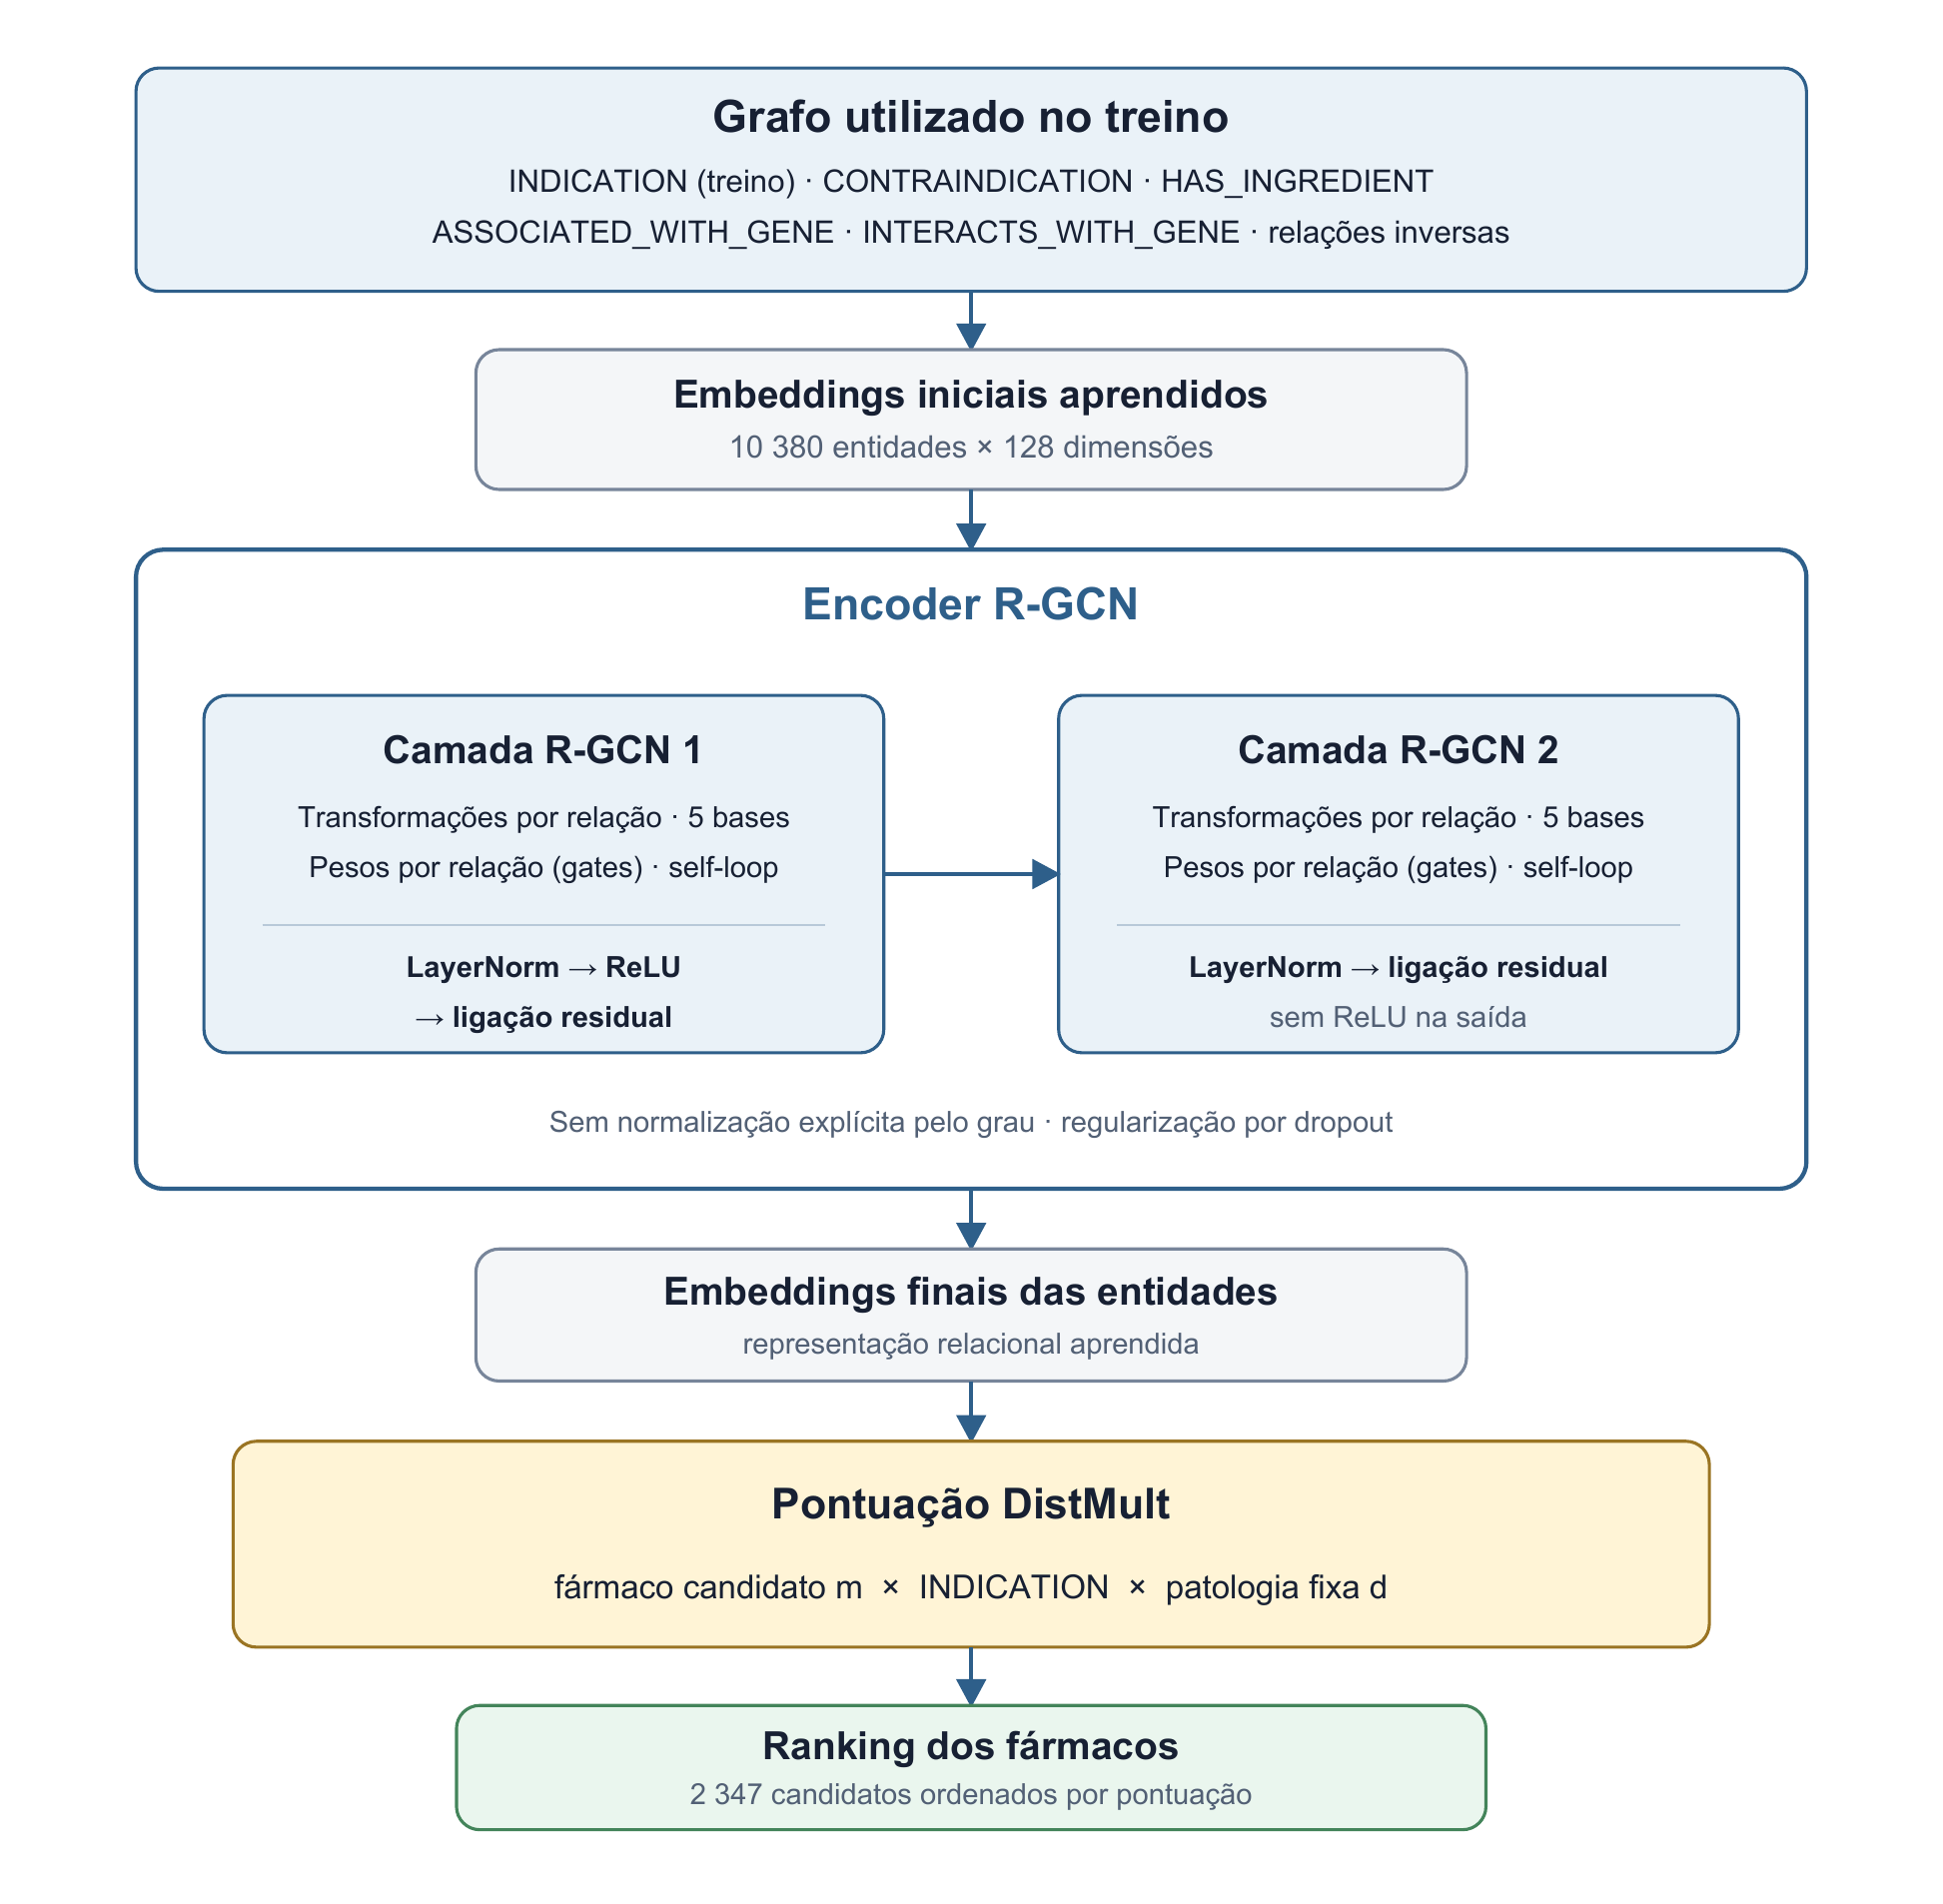 Grafo utilizado no treino
INDICATION (treino) · CONTRAINDICATION · HAS_INGREDIENT
ASSOCIATED_WITH_GENE · INTERACTS_WITH_GENE · relações inversas
Embeddings iniciais aprendidos
10 380 entidades × 128 dimensões
Encoder R-GCN
Camada R-GCN 1
Transformações por relação · 5 bases
Pesos por relação (gates) · self-loop
LayerNorm → ReLU
→ ligação residual
Camada R-GCN 2
Transformações por relação · 5 bases
Pesos por relação (gates) · self-loop
LayerNorm → ligação residual
sem ReLU na saída
Sem normalização explícita pelo grau · regularização por dropout
Embeddings finais das entidades
representação relacional aprendida
Pontuação DistMult
fármaco candidato m × INDICATION × patologia fixa d
Ranking dos fármacos
2 347 candidatos ordenados por pontuação